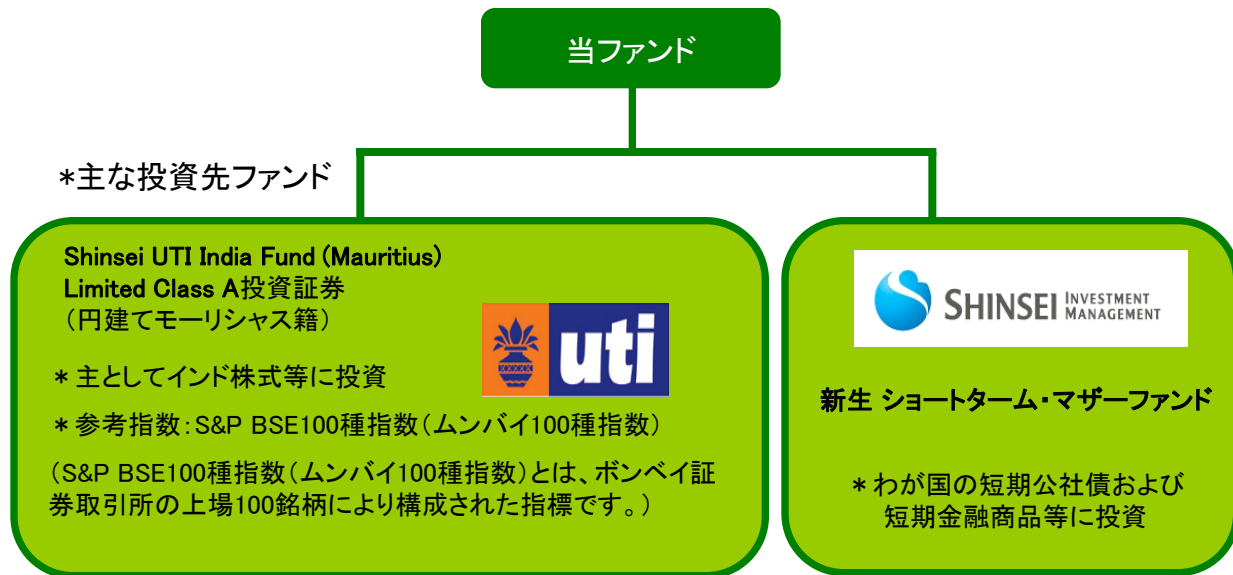 当ファンド
*主な投資先ファンド
Shinsei UTI India Fund (Mauritius)
Limited Class A投資証券
（円建てモーリシャス籍）
uti
* 主としてインド株式等に投資
* 参考指数：S&P BSE100種指数（ムンバイ100種指数）
（S&P BSE100種指数（ムンバイ100種指数）とは、ボンベイ証
券取引所の上場100銘柄により構成された指標です。）
SHINSEI INVESTMENT
MANAGEMENT
新生 ショートターム・マザーファンド
* わが国の短期公社債および
短期金融商品等に投資